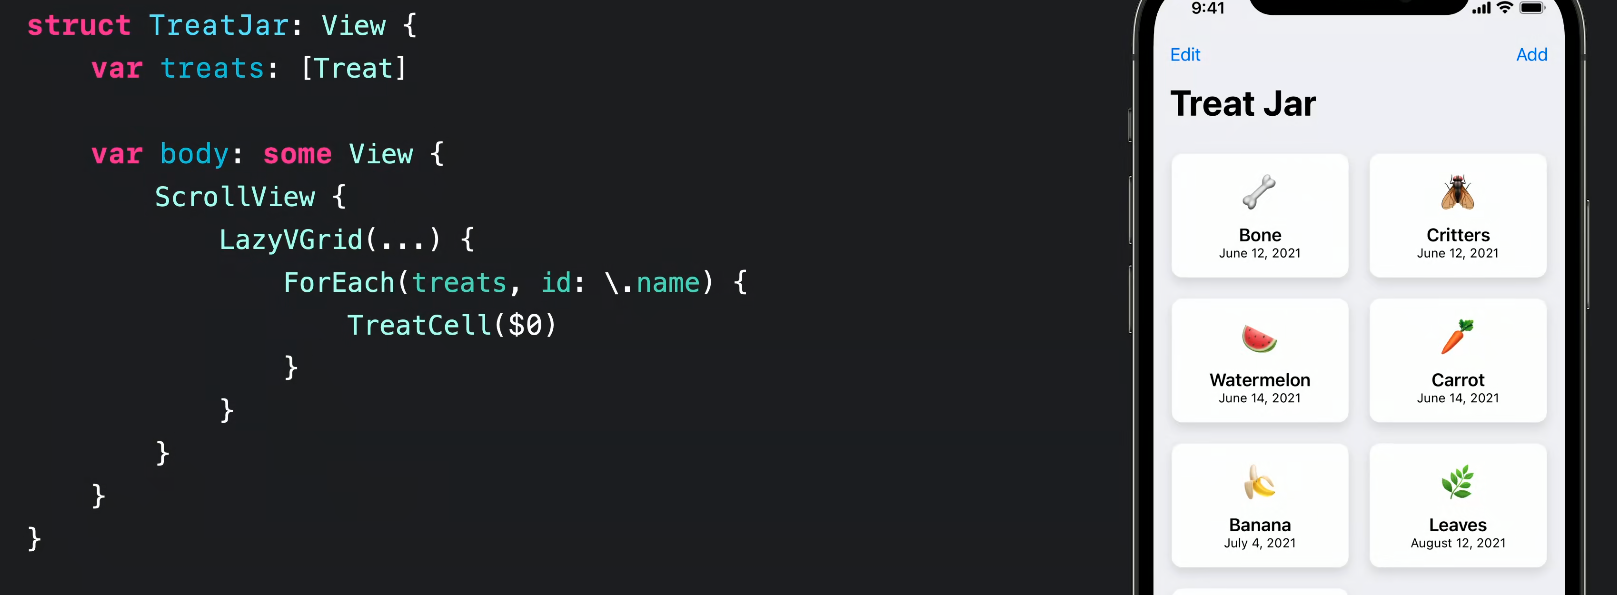 struct TreatJar: View {
var treats: [Treat]
var body: some View {
ScrollView {
LazyVGrid(...) {
ForEach(treats, id: \.name) {
TreatCell($0)
}
}
}
}
}
9:41
Edit
Add
Treat Jar
Bone
June 12, 2021
Critters
June 12, 2021
Watermelon
June 14, 2021
Carrot
June 14, 2021
Banana
July 4, 2021
Leaves
August 12, 2021